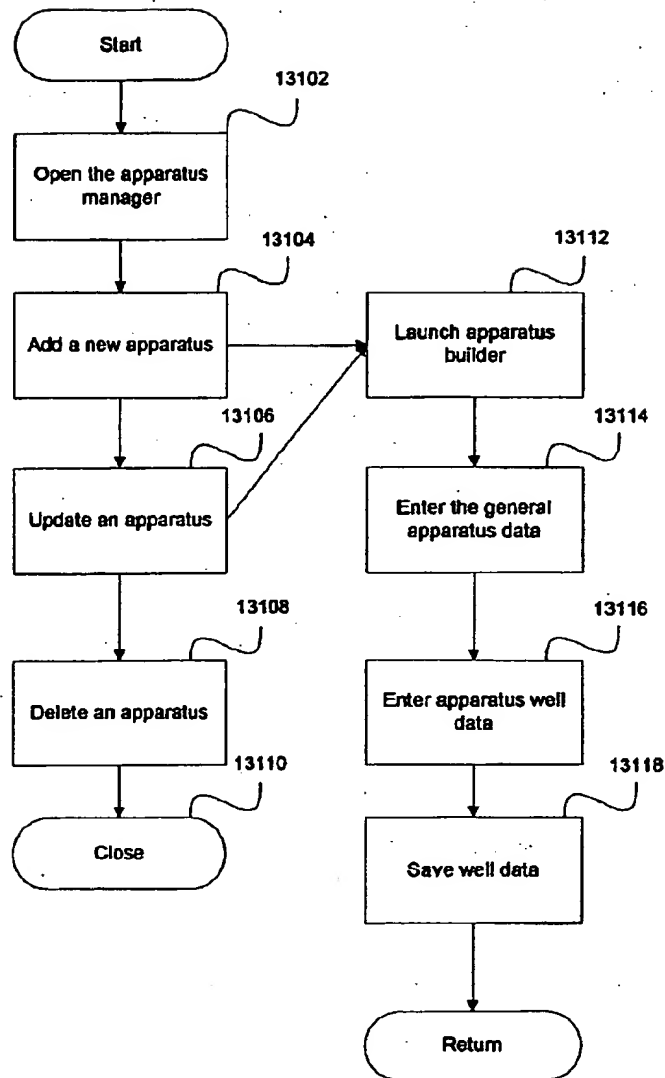 Start
13102
Open the apparatus
manager
13104
Add a new apparatus
13106
Update an apparatus
13108
Delete an apparatus
13110
Close
13112
Launch apparatus
builder
13114
Enter the general
apparatus data
13116
Enter apparatus well
data
13118
Save well data
Return